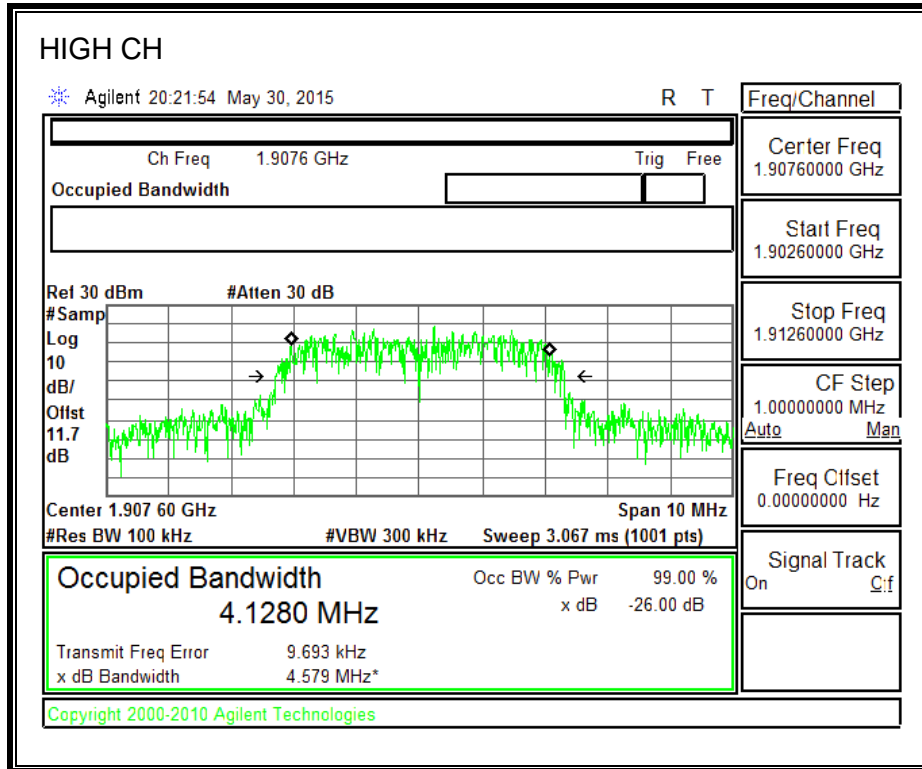 HIGH CH
Agilent 20:21:54 May 30, 2015 R T
Freq/Channel
Ch Freq 1.9076 GHz Trig Free
Occupied Bandwidth
Center Freq
1.90760000 GHz
Start Freq
1.90260000 GHz
Stop Freq
1.91260000 GHz
CF Step
1.00000000 MHz
Auto Man
Freq Offset
0.00000000 Hz
Signal Track
On Off
Ref 30 dBm #Atten 30 dB
#Samp
Log
10
dB/
Offst
11.7
dB
Center 1.907 60 GHz Span 10 MHz
#Res BW 100 kHz #VBW 300 kHz Sweep 3.067 ms (1001 pts)
Occupied Bandwidth
4.1280 MHz
Occ BW % Pwr 99.00 %
x dB -26.00 dB
Transmit Freq Error 9.693 kHz
x dB Bandwidth 4.579 MHz*
Copyright 2000-2010 Agilent Technologies